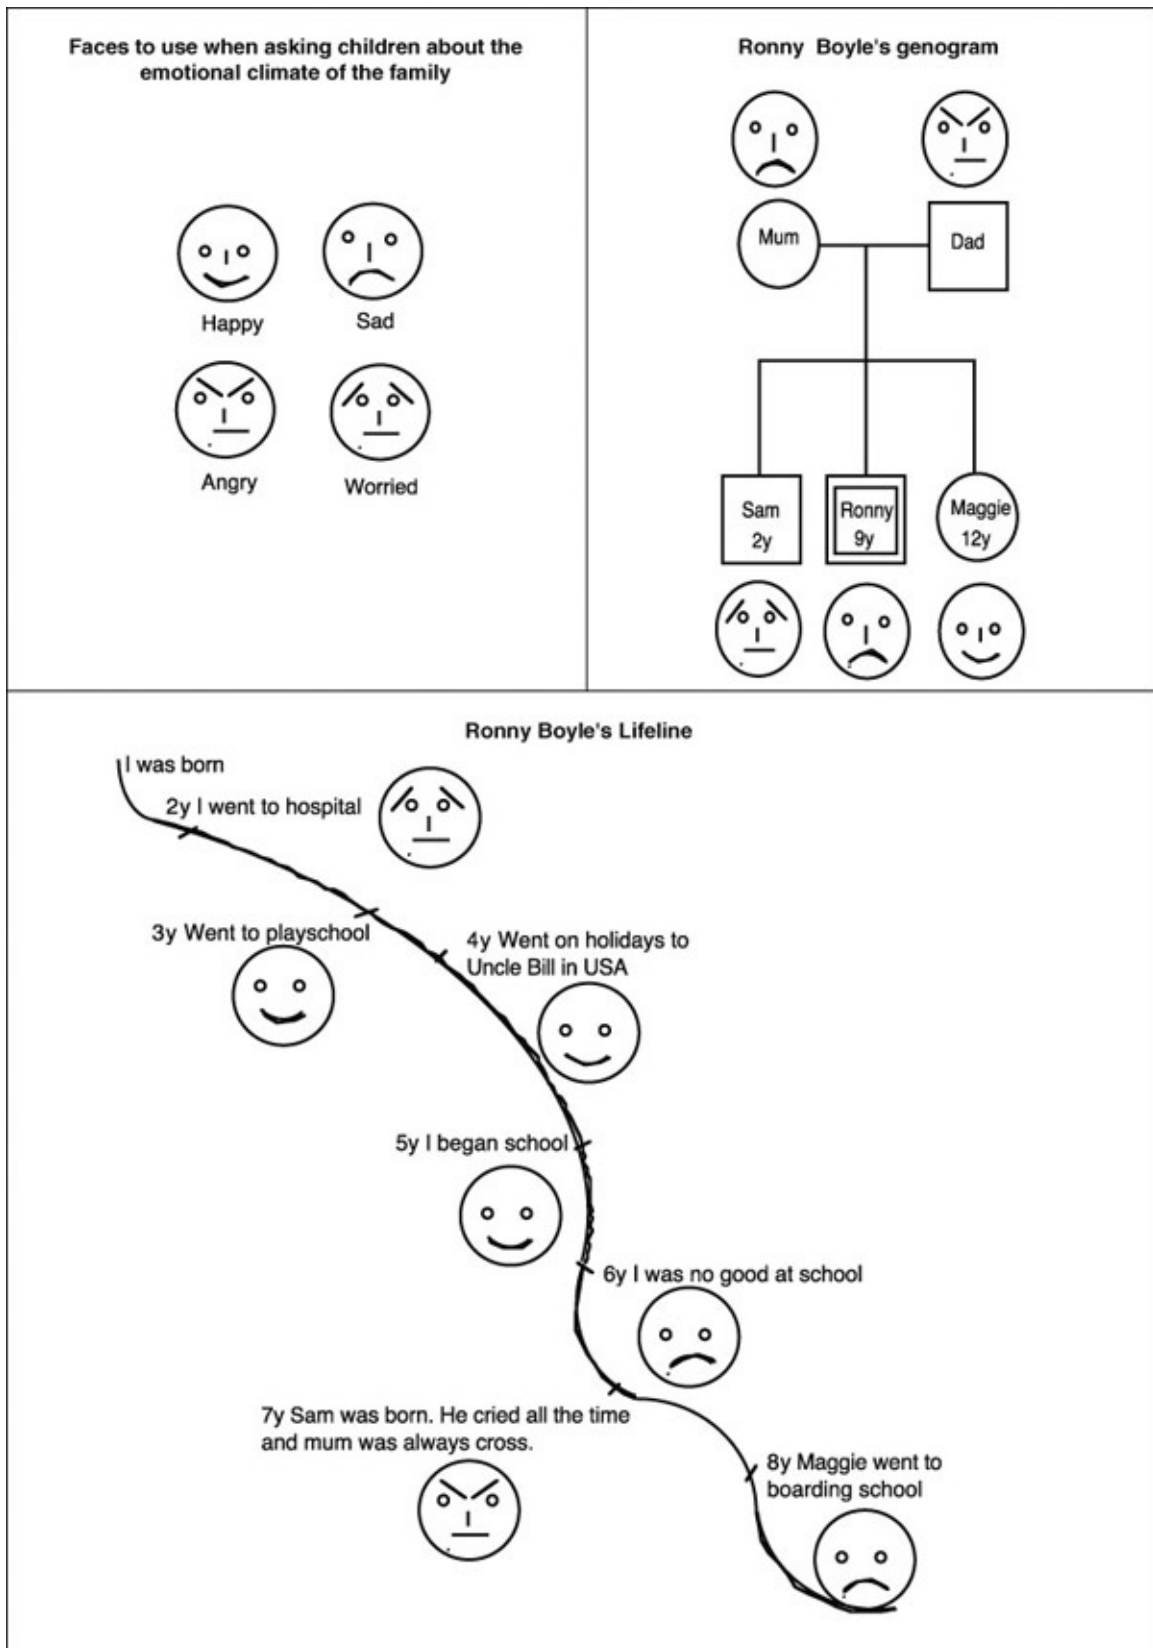 Faces to use when asking children about the
emotional climate of the family
Happy
Sad
Angry
Worried
Ronny Boyle's genogram
Mum
Dad
Sam
2y
Ronny
9y
Maggie
12y
Ronny Boyle's Lifeline
I was born
2y I went to hospital
3y Went to playschool
4y Went on holidays to
Uncle Bill in USA
5y I began school
6y I was no good at school
7y Sam was born. He cried all the time
and mum was always cross.
8y Maggie went to
boarding school